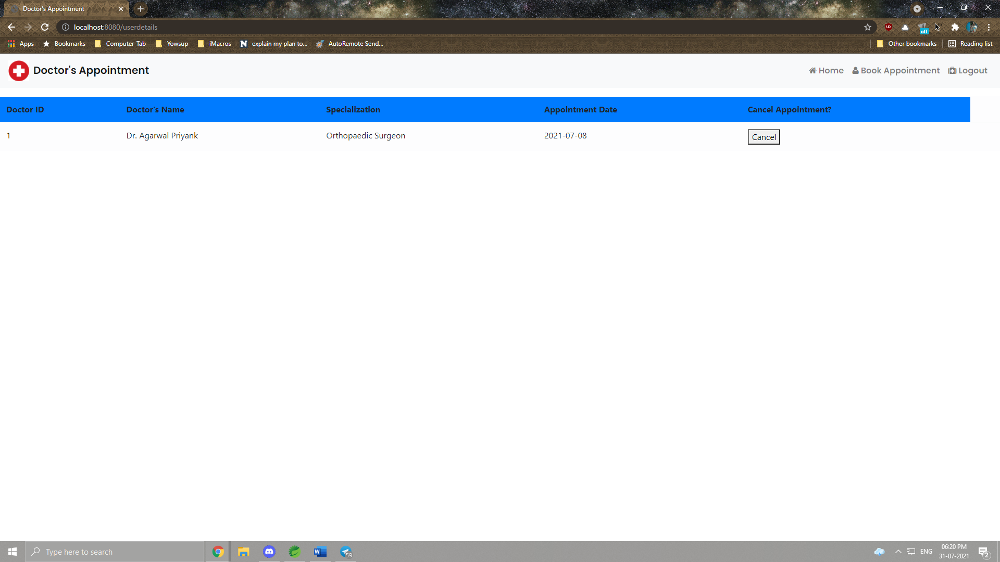 Doctor's Appointment
localhost:8080/userdetails
off
Apps Bookmarks Computer-Tab Yowsup iMacros N explain my plan to... AutoRemote Send... Other bookmarks Reading list
Doctor's Appointment Home Book Appointment Logout
Doctor ID Doctor's Name Specialization Appointment Date Cancel Appointment?
1 Dr. Agarwal Priyank Orthopaedic Surgeon 2021-07-08 Cancel
Type here to search W 59 ENG 06:20 PM 2
31-07-2021